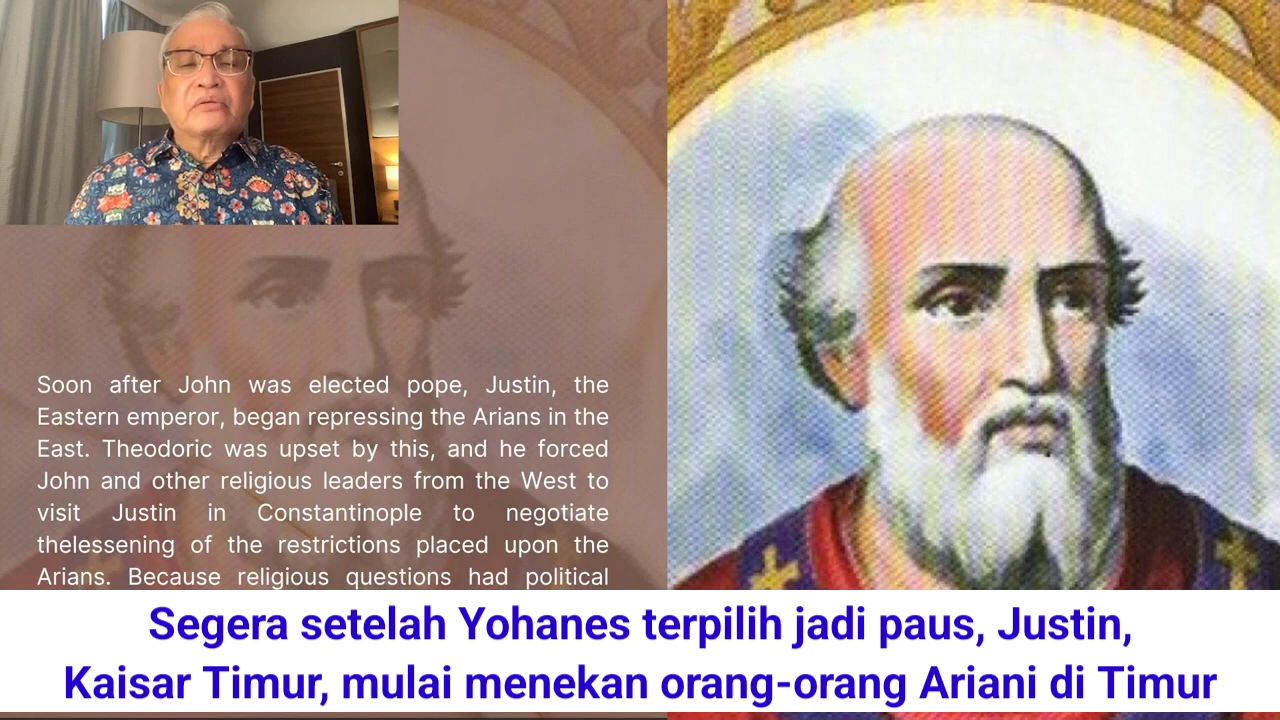 Soon after John was elected pope, Justin, the
Eastern emperor, began repressing the Arians in the
East. Theodoric was upset by this, and he forced
John and other religious leaders from the West to
visit Justin in Constantinople to negotiate
thelessening of the restrictions placed upon the
Arians. Because religious questions had political
Segera setelah Yohanes terpilih jadi paus, Justin,
Kaisar Timur, mulai menekan orang-orang Ariani di Timur